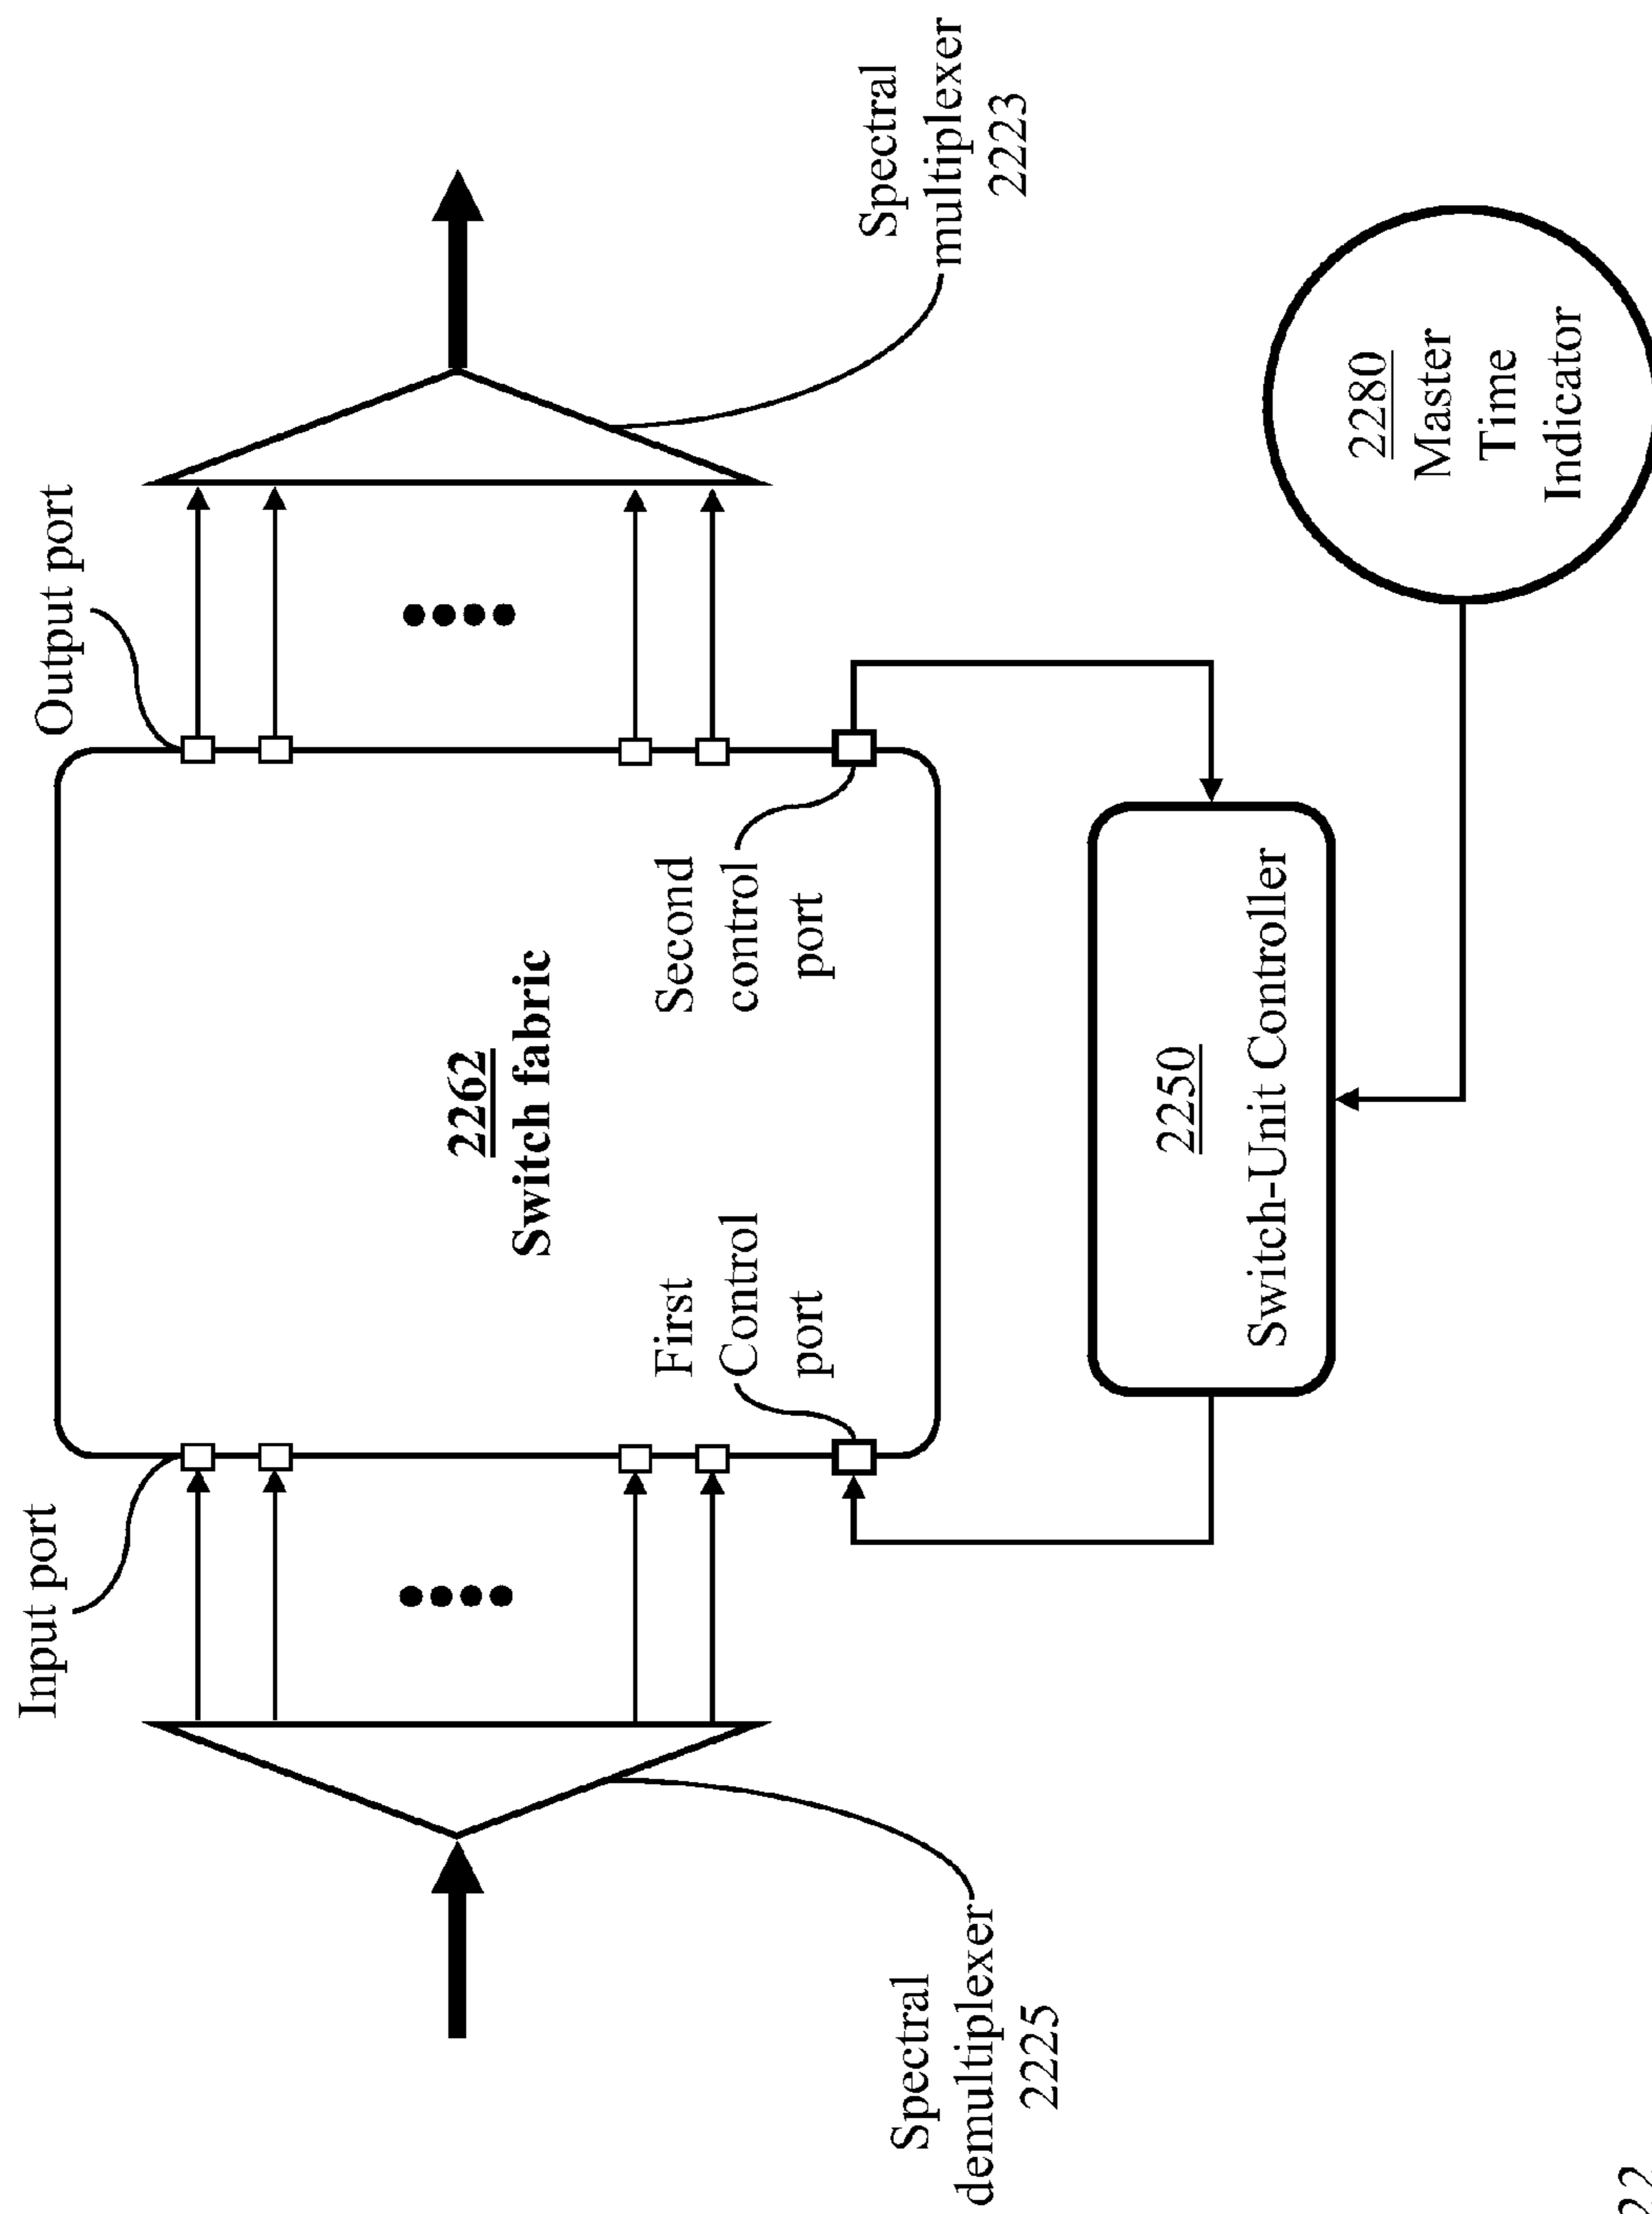 Input port
Output port
2262
Switch fabric
First
Control
port
Second
control
port
Spectral
demultiplexer
2225
Spectral
multiplexer
2223
2250
Switch-Unit Controller
2280
Master
Time
Indicator
22